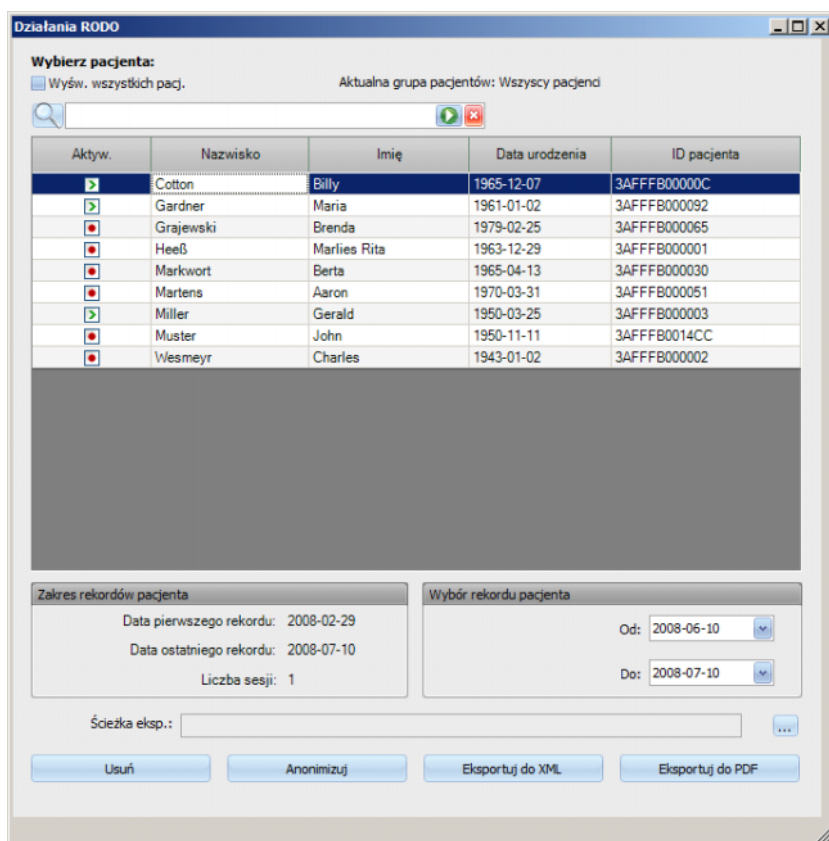 Działania RODO
Wybierz pacjenta:
Wyśw. wszystkich pacj. Aktualna grupa pacjentów: Wszyscy pacjenci
Aktyw. Nazwisko Imię Data urodzenia ID pacjenta
Cotton Billy 1965-12-07 3AFFFB00000C
Gardner Maria 1961-01-02 3AFFFB000092
Grajewski Brenda 1979-02-25 3AFFFB000065
Heeß Marlies Rita 1963-12-29 3AFFFB000001
Markwort Berta 1965-04-13 3AFFFB000030
Martens Aaron 1970-03-31 3AFFFB000051
Miller Gerald 1950-03-25 3AFFFB000003
Muster John 1950-11-11 3AFFFB0014CC
Wesmeyr Charles 1943-01-02 3AFFFB000002
Zakres rekordów pacjenta Wybór rekordu pacjenta
Data pierwszego rekordu: 2008-02-29 Od: 2008-06-10
Data ostatniego rekordu: 2008-07-10
Do: 2008-07-10
Liczba sesji: 1
Ścieżka eksp.: ...
Usuń Anonimizuj Eksportuj do XML Eksportuj do PDF